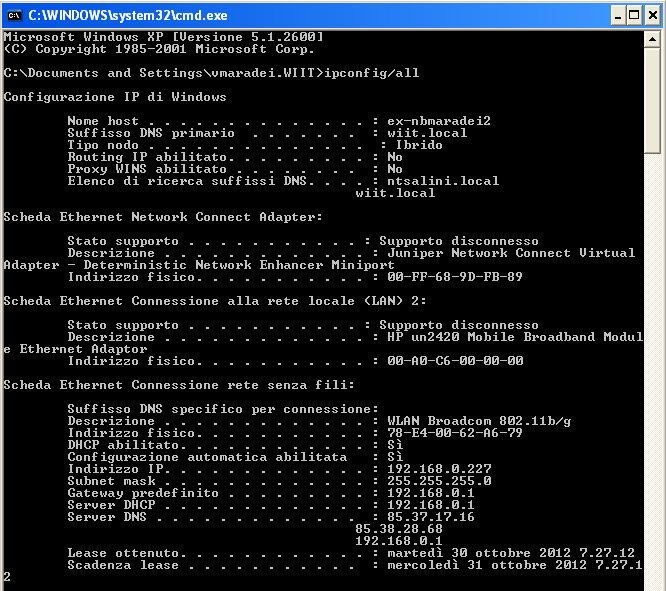 C:\WINDOWS\system32\cmd.exe
Microsoft Windows XP [Versione 5.1.2600]
(C) Copyright 1985-2001 Microsoft Corp.
C:\Documents and Settings\vmaradei.WIIT>ipconfig/all
Configurazione IP di Windows
Nome host . . . . . . . . . . . . . . : ex-nbmaradei2
Suffisso DNS primario . . . . . . . : wiit.local
Tipo nodo . . . . . . . . . . . . . . : Ibrido
Routing IP abilitato. . . . . . . . . : No
Proxy WINS abilitato . . . . . . . . : No
Elenco di ricerca suffissi DNS. . . . : ntsalini.local
wiit.local
Scheda Ethernet Network Connect Adapter:
Stato supporto . . . . . . . . . . . : Supporto disconnesso
Descrizione . . . . . . . . . . . . . : Juniper Network Connect Virtual
Adapter - Deterministic Network Enhancer Miniport
Indirizzo fisico. . . . . . . . . . . : 00-FF-68-9D-FB-89
Scheda Ethernet Connessione alla rete locale (LAN) 2:
Stato supporto . . . . . . . . . . . : Supporto disconnesso
Descrizione . . . . . . . . . . . . . : HP un2420 Mobile Broadband Modul
e Ethernet Adaptor
Indirizzo fisico. . . . . . . . . . . : 00-A0-C6-00-00-00
Scheda Ethernet Connessione rete senza fili:
Suffisso DNS specifico per connessione:
Descrizione . . . . . . . . . . . . . : WLAN Broadcom 802.11b/g
Indirizzo fisico. . . . . . . . . . . : 78-E4-00-62-A6-79
DHCP abilitato. . . . . . . . . . . . : Sì
Configurazione automatica abilitata : Sì
Indirizzo IP. . . . . . . . . . . . . : 192.168.0.227
Subnet mask . . . . . . . . . . . . . : 255.255.255.0
Gateway predefinito . . . . . . . . . : 192.168.0.1
Server DHCP . . . . . . . . . . . . . : 192.168.0.1
Server DNS . . . . . . . . . . . . . : 85.37.17.16
85.38.28.68
192.168.0.1
Lease ottenuto. . . . . . . . . . . . : martedì 30 ottobre 2012 7.27.12
Scadenza lease . . . . . . . . . . . : mercoledì 31 ottobre 2012 7.27.1
2